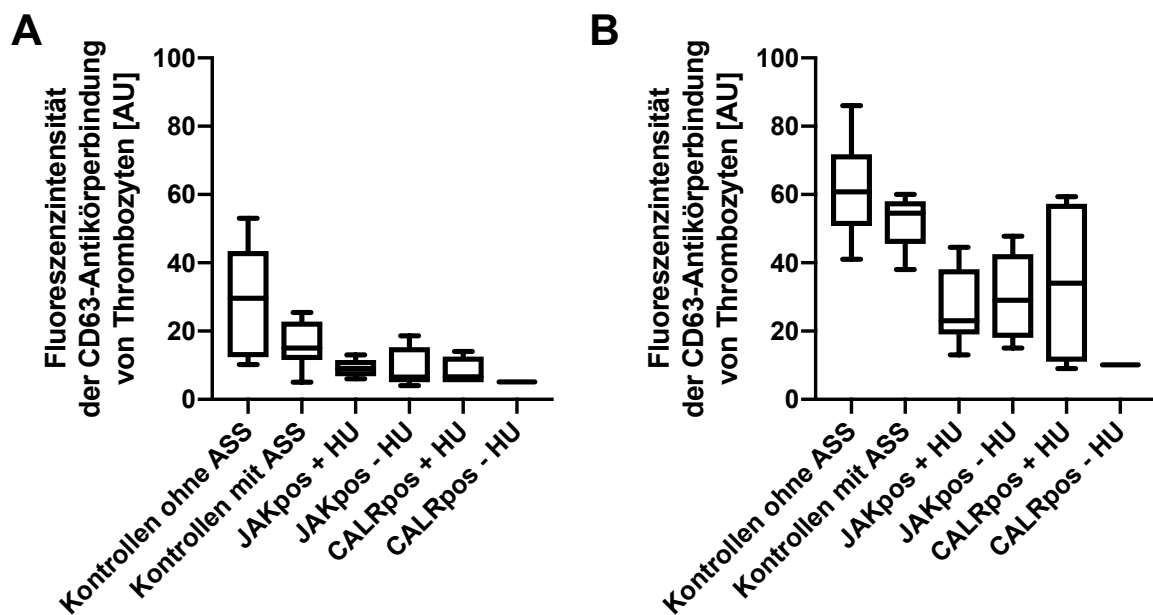 A
Fluoreszenzintensität
der CD63-Antikörperbindung
von Thrombozyten [AU]
100
80
60
40
20
0
Kontrollen ohne ASS
Kontrollen mit ASS
JAKpos + HU
JAKpos - HU
CALRpos + HU
CALRpos - HU
B
Fluoreszenzintensität
der CD63-Antikörperbindung
von Thrombozyten [AU]
100
80
60
40
20
0
Kontrollen ohne ASS
Kontrollen mit ASS
JAKpos + HU
JAKpos - HU
CALRpos + HU
CALRpos - HU